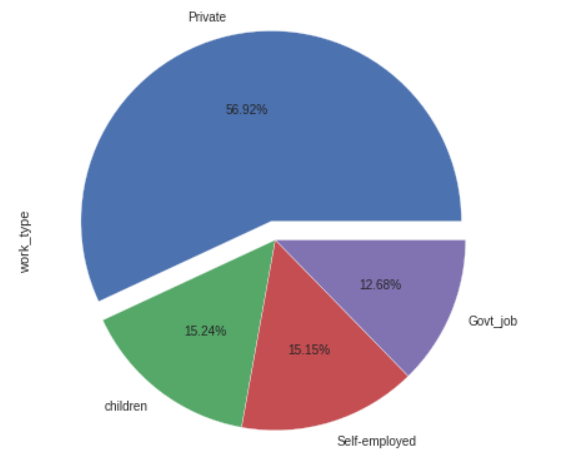 Private
56.92%
work_type
12.68%
Govt_job
15.24%
15.15%
children
Self-employed